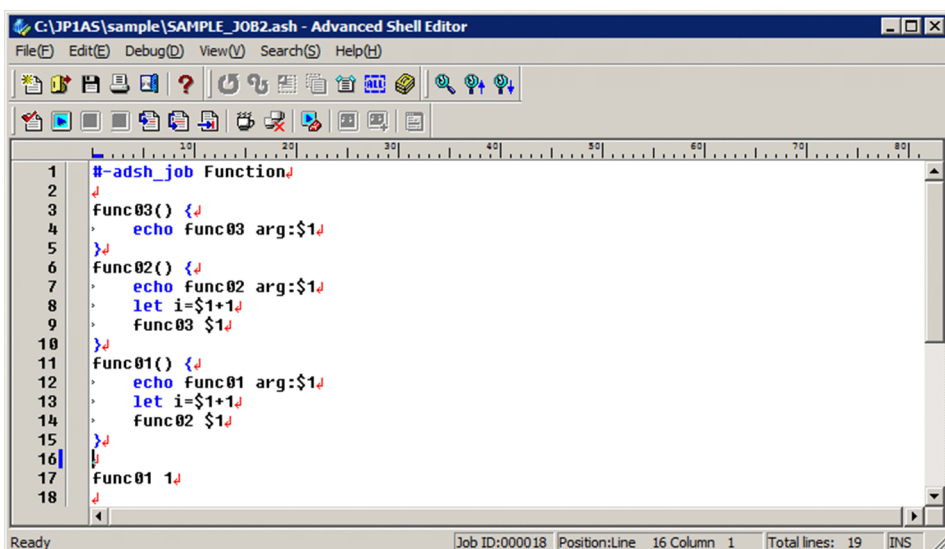 C:\JP1AS\sample\SAMPLE_JOB2.ash - Advanced Shell Editor
File(F) Edit(E) Debug(D) View(V) Search(S) Help(H)
ALL
10 20 30 40 50 60 70 80
1 #-adsh_job Function
2
3 func03() {
4 echo func03 arg:$1
5 }
6 func02() {
7 echo func02 arg:$1
8 let i=$1+1
9 func03 $1
10 }
11 func01() {
12 echo func01 arg:$1
13 let i=$1+1
14 func02 $1
15 }
16
17 func01 1
18
Ready Job ID:000018 Position:Line 16 Column 1 Total lines: 19 INS